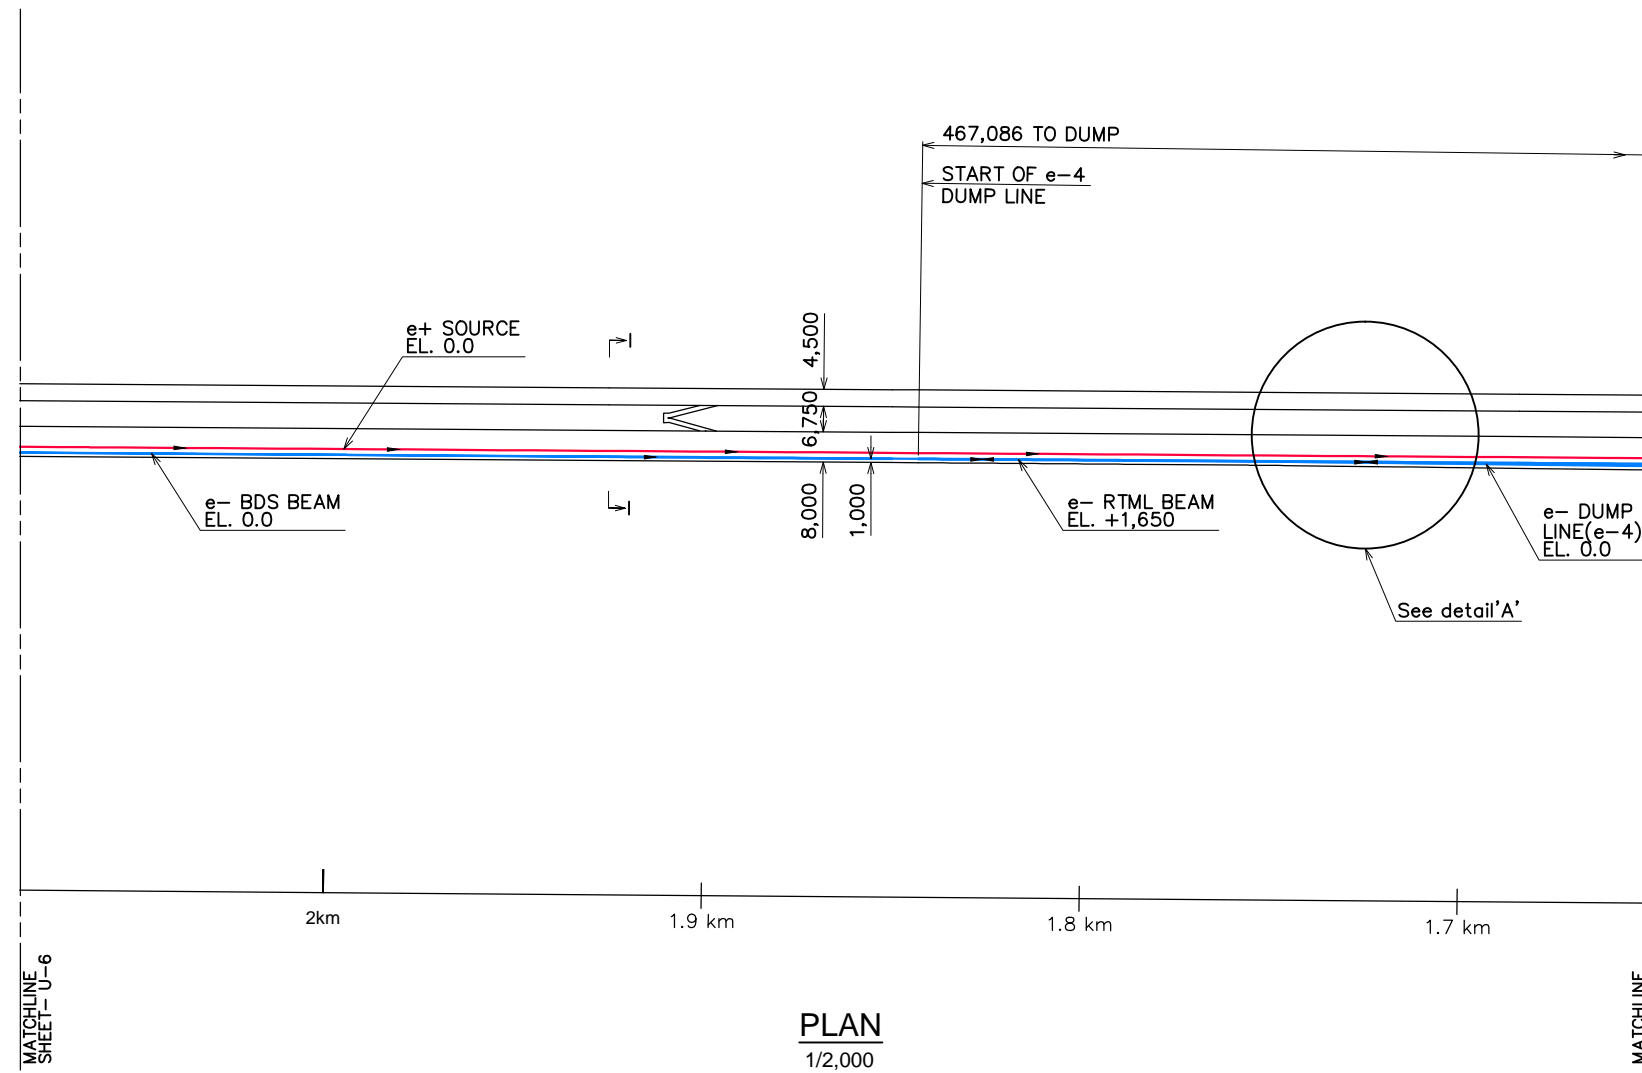 467,086 TO DUMP
START OF e-4
DUMP LINE
e+ SOURCE
EL. 0.0
I
4,500
6,750
8,000
1,000
I
e- BDS BEAM
EL. 0.0
e- RTML BEAM
EL. +1,650
e- DUMP
LINE(e-4)
EL. 0.0
See detail'A'
2km
1.9 km
1.8 km
1.7 km
MATCHLINE
SHEET- U-6
PLAN
1/2,000
MATCHLINE